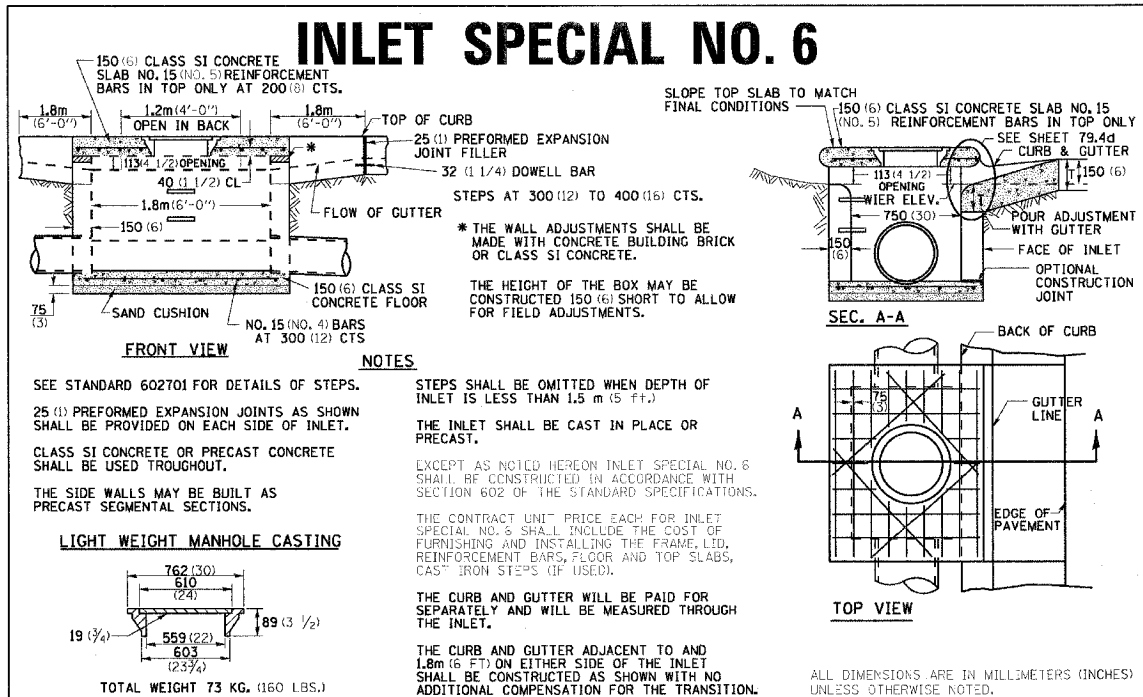 INLET SPECIAL NO. 6
150 (6) CLASS SI CONCRETE
SLAB NO. 15 (NO. 5) REINFORCEMENT
BARS IN TOP ONLY AT 200 (8) CTS.
1.8m
(6'-0")
1.2m (4'-0")
OPEN IN BACK
1.8m
(6'-0")
TOP OF CURB
25 (1) PREFORMED EXPANSION
JOINT FILLER
32 (1 1/4) DOWELL BAR
*
113(4 1/2) OPENING
40 (1 1/2) CL
1.8m(6'-0")
150 (6)
FLOW OF GUTTER
STEPS AT 300 (12) TO 400 (16) CTS.
* THE WALL ADJUSTMENTS SHALL BE
MADE WITH CONCRETE BUILDING BRICK
OR CLASS SI CONCRETE.
THE HEIGHT OF THE BOX MAY BE
CONSTRUCTED 150 (6) SHORT TO ALLOW
FOR FIELD ADJUSTMENTS.
150 (6) CLASS SI
CONCRETE FLOOR
75
(3)
SAND CUSHION
NO. 15 (NO. 4) BARS
AT 300 (12) CTS
FRONT VIEW
SLOPE TOP SLAB TO MATCH
FINAL CONDITIONS
150 (6) CLASS SI CONCRETE SLAB NO. 15
(NO. 5) REINFORCEMENT BARS IN TOP ONLY
SEE SHEET 79.4d
CURB & GUTTER
113(4 1/2)
OPENING
WIER ELEV.
T
150 (6)
T
750 (30)
150
(6)
POUR ADJUSTMENT
WITH GUTTER
FACE OF INLET
OPTIONAL
CONSTRUCTION
JOINT
SEC. A-A
NOTES
SEE STANDARD 602701 FOR DETAILS OF STEPS.
25 (1) PREFORMED EXPANSION JOINTS AS SHOWN
SHALL BE PROVIDED ON EACH SIDE OF INLET.
CLASS SI CONCRETE OR PRECAST CONCRETE
SHALL BE USED TROUGHOUT.
THE SIDE WALLS MAY BE BUILT AS
PRECAST SEGMENTAL SECTIONS.
LIGHT WEIGHT MANHOLE CASTING
762 (30)
610
(24)
19 (3/4)
559 (22)
603
(23 3/4)
89 (3 1/2)
TOTAL WEIGHT 73 KG. (160 LBS.)
STEPS SHALL BE OMITTED WHEN DEPTH OF
INLET IS LESS THAN 1.5 m (5 ft.)
THE INLET SHALL BE CAST IN PLACE OR
PRECAST.
EXCEPT AS NOTED HEREON INLET SPECIAL NO. 6
SHALL BE CONSTRUCTED IN ACCORDANCE WITH
SECTION 602 OF THE STANDARD SPECIFICATIONS.
THE CONTRACT UNIT PRICE EACH FOR INLET
SPECIAL NO. 6 SHALL INCLUDE THE COST OF
FURNISHING AND INSTALLING THE FRAME, LID,
REINFORCEMENT BARS, FLOOR AND TOP SLABS,
CAST IRON STEPS (IF USED).
THE CURB AND GUTTER WILL BE PAID FOR
SEPARATELY AND WILL BE MEASURED THROUGH
THE INLET.
THE CURB AND GUTTER ADJACENT TO AND
1.8m (6 FT) ON EITHER SIDE OF THE INLET
SHALL BE CONSTRUCTED AS SHOWN WITH NO
ADDITIONAL COMPENSATION FOR THE TRANSITION.
BACK OF CURB
75
(3)
A
A
GUTTER
LINE
EDGE OF
PAVEMENT
TOP VIEW
ALL DIMENSIONS ARE IN MILLIMETERS (INCHES)
UNLESS OTHERWISE NOTED.